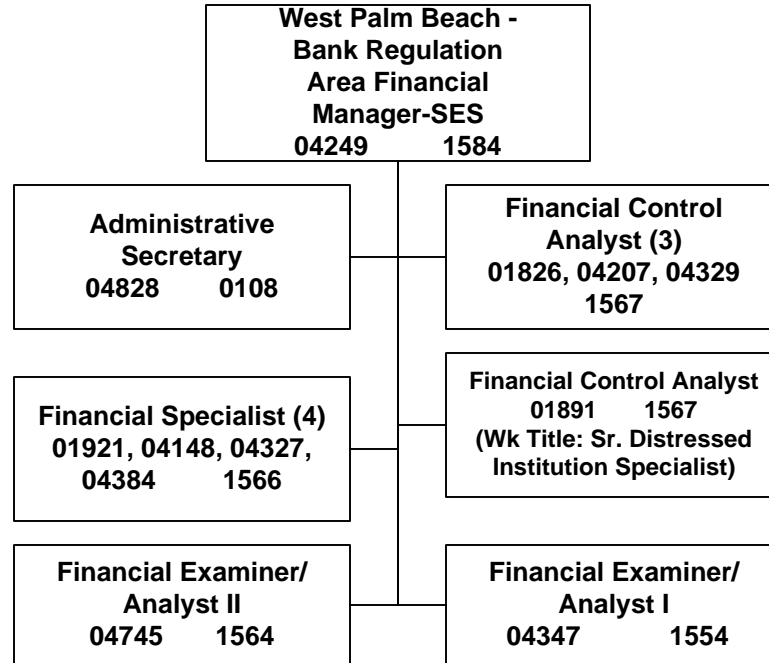 West Palm Beach -
Bank Regulation
Area Financial
Manager-SES
04249 1584
Administrative
Secretary
04828 0108
Financial Control
Analyst (3)
01826, 04207, 04329
1567
Financial Specialist (4)
01921, 04148, 04327,
04384 1566
Financial Control Analyst
01891 1567
(Wk Title: Sr. Distressed
Institution Specialist)
Financial Examiner/
Analyst II
04745 1564
Financial Examiner/
Analyst I
04347 1554